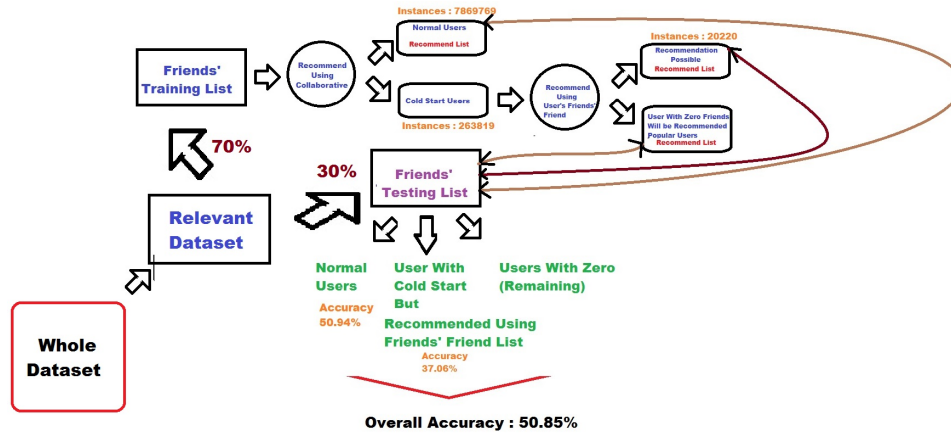 Instances : 7869769
Normal Users
Recommend List
Instances : 20220
Recommendation
Possible
Recommend List
Friends'
Training List
Recommend
Using
Collaborative
Cold Start Users
Instances : 263819
Recommend
Using
User's Friends'
Friend
User With Zero Friends
Will be Recommended
Popular Users
Recommend List
70%
30%
Friends'
Testing List
Relevant
Dataset
Normal
Users
Accuracy
50.94%
User With
Cold Start
But
Recommended Using
Friends' Friend List
Accuracy
37.06%
Users With Zero
(Remaining)
Whole
Dataset
Overall Accuracy : 50.85%